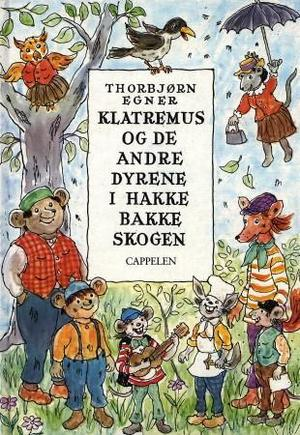 THORBJØRN
EGNER
KLATREMUS
OG DE
ANDRE
DYRENE
I HAKKE
BAKKE
SKOGEN
CAPPELEN